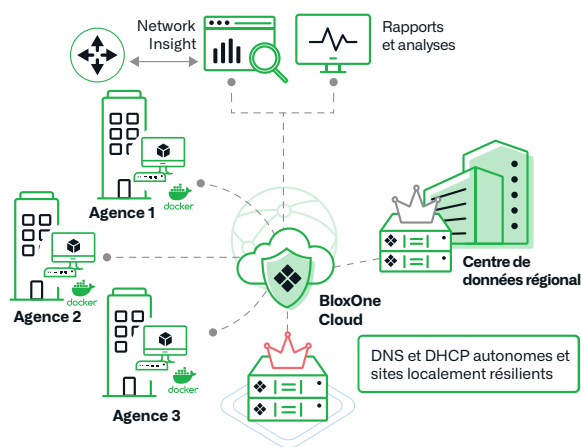 Network
Insight
Rapports
et analyses
docker
Agence 1
docker
Agence 2
docker
Agence 3
BloxOne
Cloud
Centre de
données régional
DNS et DHCP autonomes et
sites localement résilients